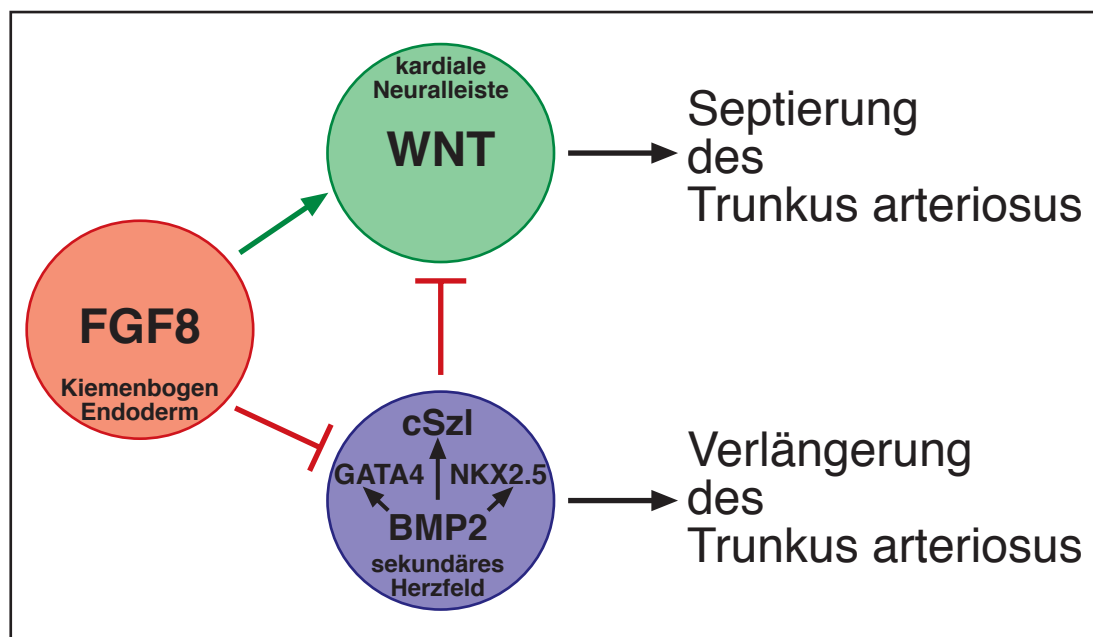 kardiale
Neuralleiste
WNT
Septierung
des
Trunkus arteriosus
FGF8
Kiemenbogen
Endoderm
cSzl
GATA4 NKX2.5
BMP2
sekundäres
Herzfeld
Verlängerung
des
Trunkus arteriosus